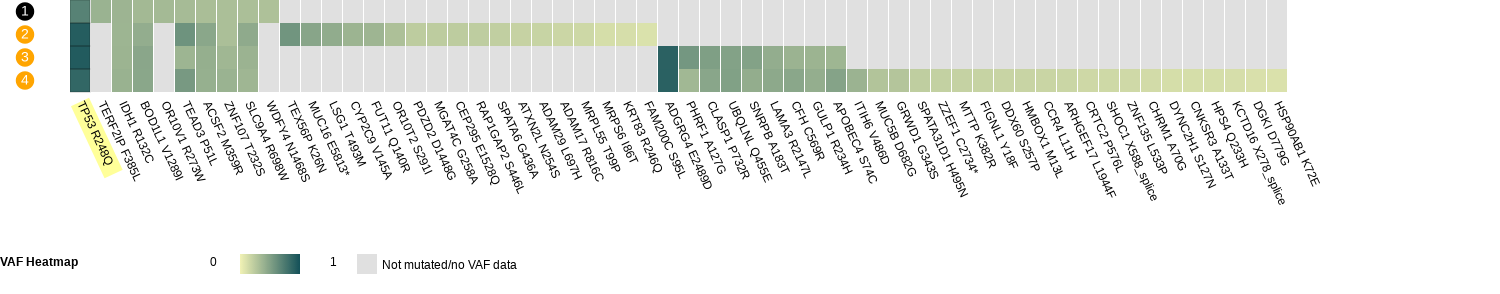 1
2
3
4
TP53 R248Q
TERF2IP F385L
IDH1 R132C
BOD1L1 V1289I
OR10V1 R273W
TEAD3 P51L
ACSF2 M359R
ZNF107 T232S
SLC9A4 R698W
WDFY4 N1468S
TEX56P K26N
MUC16 E5813*
LSG1 T493M
CYP2C9 V145A
FUT11 Q140R
OR10T2 S291I
PDZD2 D1448G
MGAT4C G258A
CEP295 E1528Q
RAP1GAP2 S446L
SPATA6 G436A
ATXN2L N254S
ADAM29 L697H
ADAM17 R816C
MRPL55 T99P
MRPS6 I86T
KRT83 R246Q
FAM200C S95L
ADGRG4 E2489D
PHRF1 A127G
CLASP1 P732R
UBQLNL Q455E
SNRPB A183T
LAMA3 R2147L
CFH C569R
GULP1 R234H
APOBEC4 S74C
ITIH6 V486D
MUC5B D682G
GRWD1 G343S
SPATA31D1 H495N
ZZEF1 C2734*
MTTP K382R
FIGNL1 Y18F
DDX60 S257P
HMBOX1 M13L
CCR4 L11H
ARHGEF17 L1944F
CRTC2 P576L
SHOC1 X588_splice
ZNF135 L533P
CHRM1 A70G
DYNC2H1 S127N
CNKSR3 A133T
HPS4 Q233H
KCTD16 X278_splice
DGKI D779G
HSP90AB1 K72E
VAF Heatmap 0 1 Not mutated/no VAF data